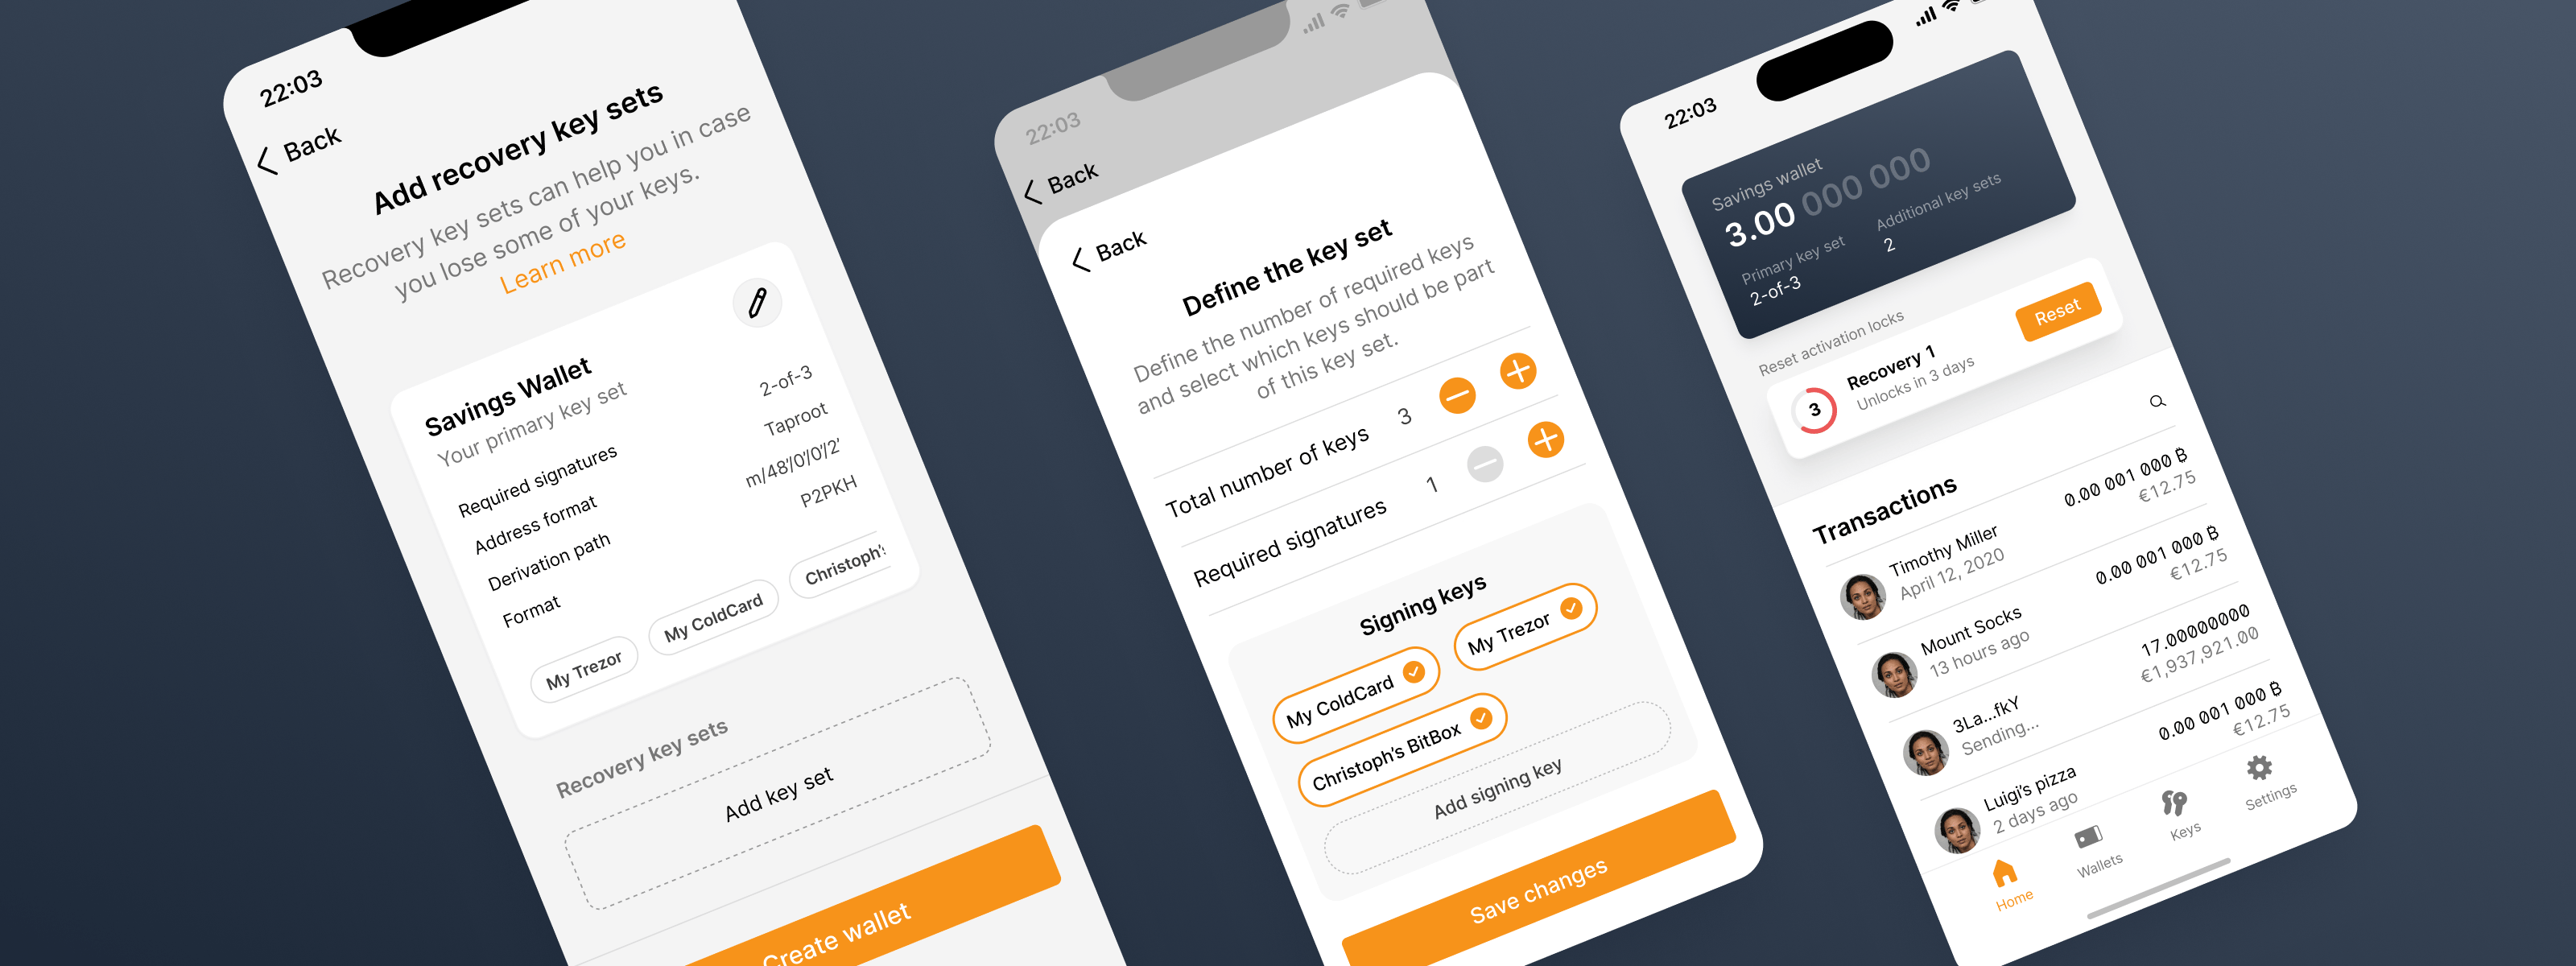 22:03
Back
Add recovery key sets
Recovery key sets can help you in case
you lose some of your keys.
Learn more
Savings Wallet
Your primary key set
Required signatures 2-of-3
Address format Taproot
Derivation path m/48'/0'/0'/2'
Format P2PKH
My Trezor My ColdCard Christoph's
Recovery key sets
Add key set
Create wallet
22:03
Back
Back
Define the key set
Define the number of required keys
and select which keys should be part
of this key set.
Total number of keys 3
Required signatures 1
Signing keys
My ColdCard My Trezor
Christoph's BitBox
Add signing key
Save changes
22:03
Savings wallet
3.00 000 000
Primary key set Additional key sets
2-of-3 2
Reset activation locks
3 Recovery 1 Reset
Unlocks in 3 days
Transactions
Timothy Miller 0.00 001 000 ₿
April 12, 2020 €12.75
Mount Socks 0.00 001 000 ₿
13 hours ago €12.75
3La...fkY 17.00000000
Sending... €1,937,921.00
Luigi's pizza 0.00 001 000 ₿
2 days ago €12.75
Home Wallets Keys Settings